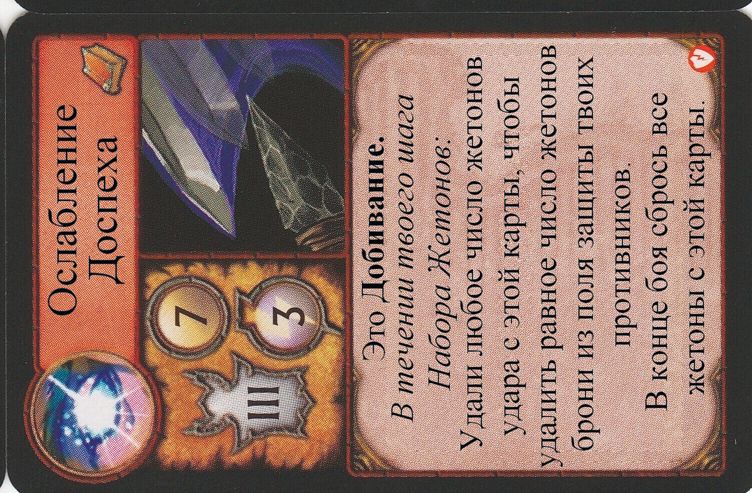 Ослабление
Доспеха
7
III
3
Это Добивание.
В течении твоего шага
Набора Жетонов:
Удали любое число жетонов
удара с этой карты, чтобы
удалить равное число жетонов
брони из поля защиты твоих
противников.
В конце боя сбрось все
жетоны с этой карты.